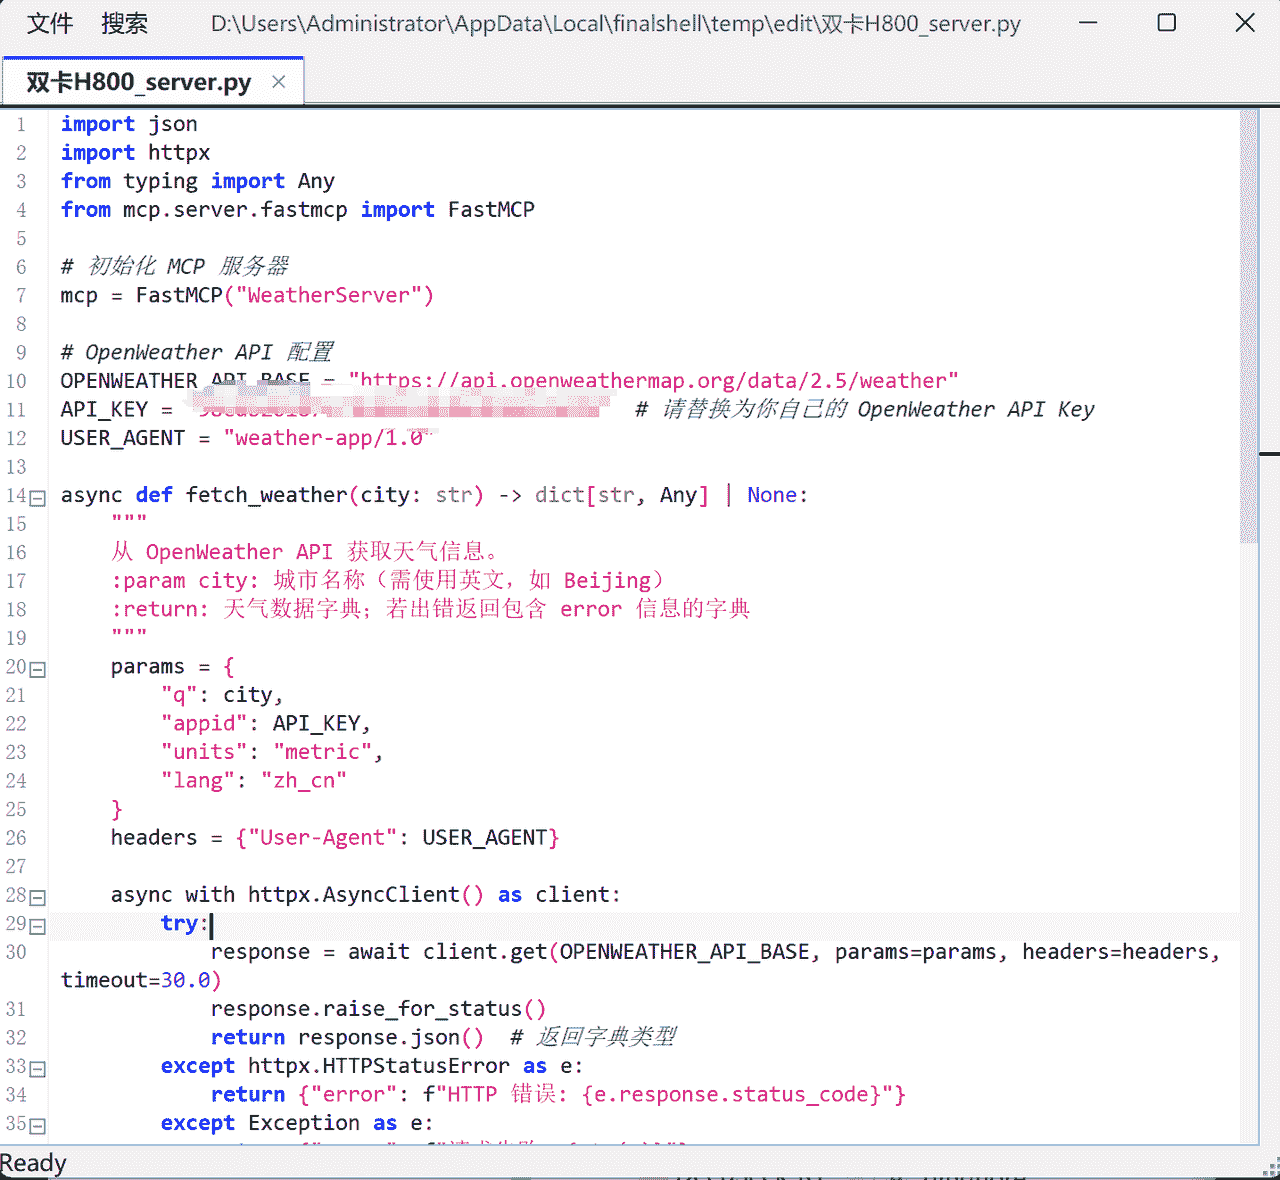 文件 搜索 D:\Users\Administrator\AppData\Local\finalshell\temp\edit\双卡H800_server.py
双卡H800_server.py
1 import json
2 import httpx
3 from typing import Any
4 from mcp.server.fastmcp import FastMCP
5
6 # 初始化 MCP 服务器
7 mcp = FastMCP("WeatherServer")
8
9 # OpenWeather API 配置
10 OPENWEATHER_API_BASE = "https://api.openweathermap.org/data/2.5/weather"
11 API_KEY = # 请替换为你自己的 OpenWeather API Key
12 USER_AGENT = "weather-app/1.0"
13
14 async def fetch_weather(city: str) -> dict[str, Any] | None:
15 """
16 从 OpenWeather API 获取天气信息。
17 :param city: 城市名称（需使用英文，如 Beijing）
18 :return: 天气数据字典；若出错返回包含 error 信息的字典
19 """
20 params = {
21 "q": city,
22 "appid": API_KEY,
23 "units": "metric",
24 "lang": "zh_cn"
25 }
26 headers = {"User-Agent": USER_AGENT}
27
28 async with httpx.AsyncClient() as client:
29 try:
30 response = await client.get(OPENWEATHER_API_BASE, params=params, headers=headers,
timeout=30.0)
31 response.raise_for_status()
32 return response.json() # 返回字典类型
33 except httpx.HTTPStatusError as e:
34 return {"error": f"HTTP 错误: {e.response.status_code}"}
35 except Exception as e:
Ready